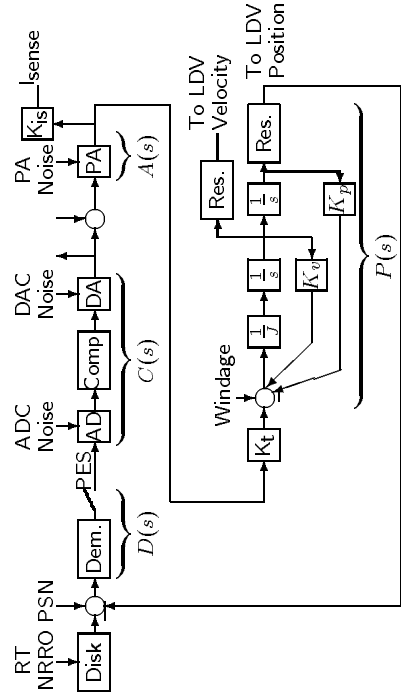 RT
NRRO
PSN
Disk
Dem.
D(s)
PES
ADC
Noise
AD
Comp
DAC
Noise
DA
C(s)
PA
Noise
PA
A(s)
Kis
Isense
Kt
Windage
1/J
1/s
1/s
Kv
Kp
Res.
To LDV
Velocity
Res.
To LDV
Position
P(s)